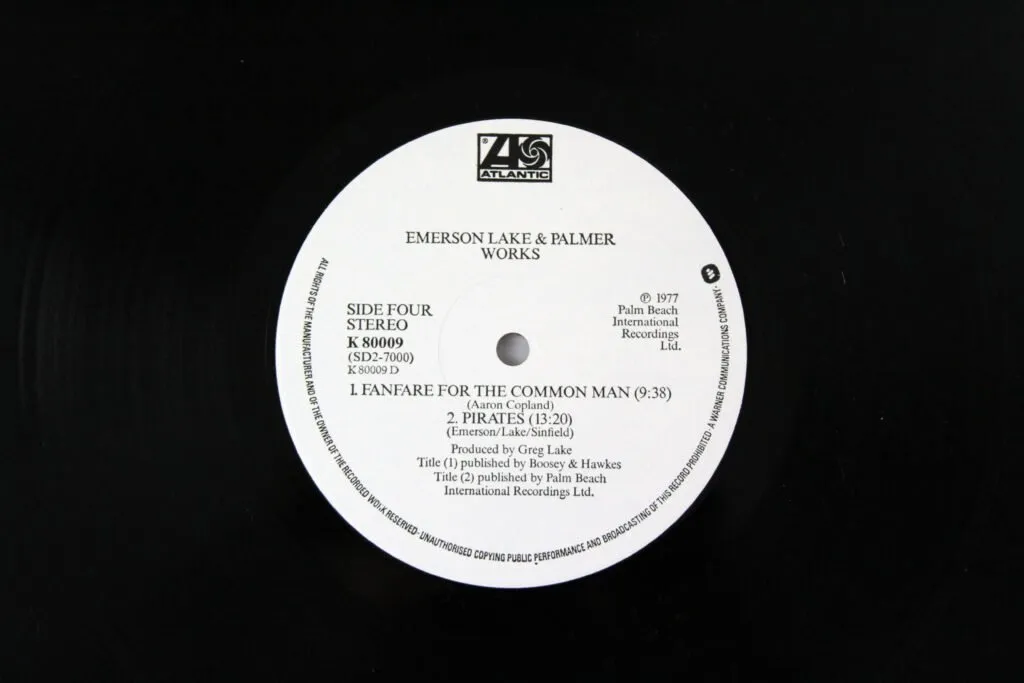 ATLANTIC
EMERSON LAKE & PALMER
WORKS
SIDE FOUR
STEREO
K 80009
(SD2-7000)
K 80009 D
℗ 1977
Palm Beach
International
Recordings
Ltd.
1. FANFARE FOR THE COMMON MAN (9:38)
(Aaron Copland)
2. PIRATES (13:20)
(Emerson/Lake/Sinfield)
Produced by Greg Lake
Title (1) published by Boosey & Hawkes
Title (2) published by Palm Beach
International Recordings Ltd.
ALL RIGHTS OF THE MANUFACTURER AND OF THE OWNER OF THE RECORDED WORK RESERVED · UNAUTHORISED COPYING PUBLIC PERFORMANCE AND BROADCASTING OF THIS RECORD PROHIBITED · A WARNER COMMUNICATIONS COMPANY ·